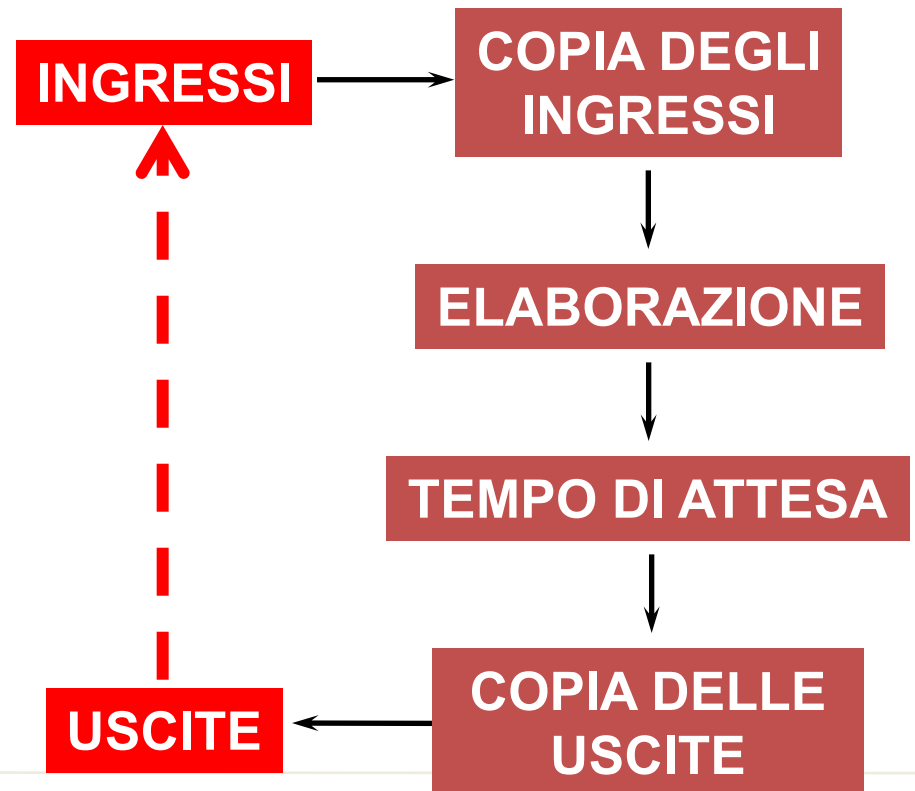 INGRESSI
COPIA DEGLI
INGRESSI
ELABORAZIONE
TEMPO DI ATTESA
COPIA DELLE
USCITE
USCITE